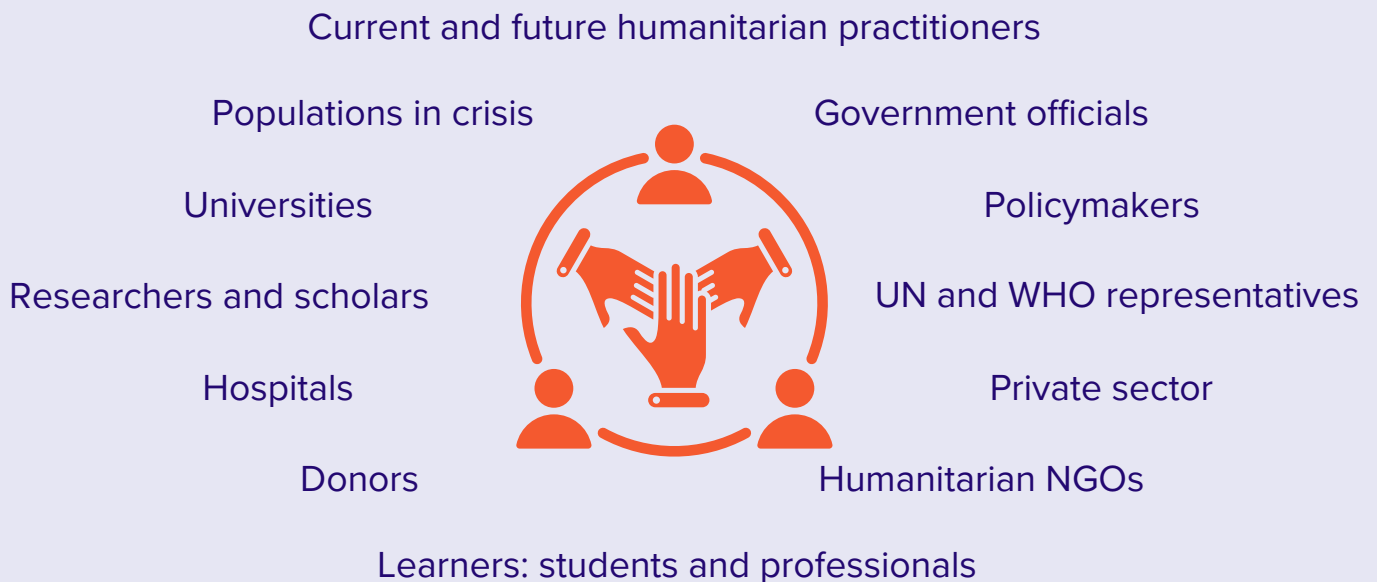 Current and future humanitarian practitioners
Populations in crisis
Government officials
Universities
Policymakers
Researchers and scholars
UN and WHO representatives
Hospitals
Private sector
Donors
Humanitarian NGOs
Learners: students and professionals